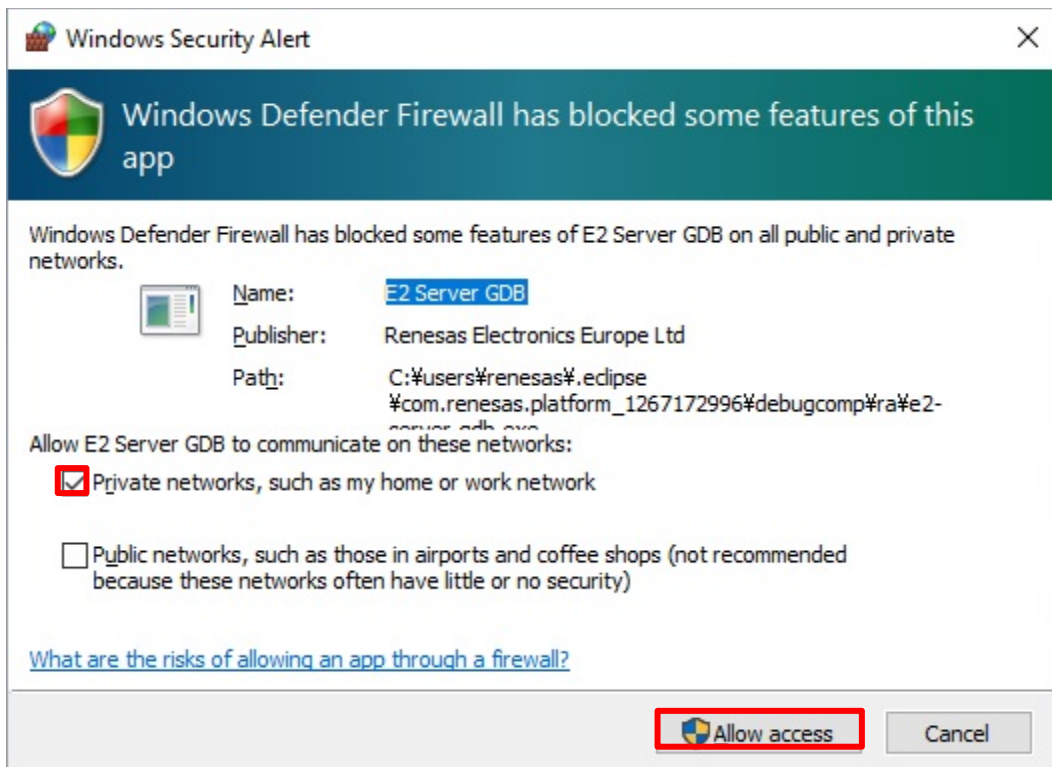 Windows Security Alert
Windows Defender Firewall has blocked some features of this
app
Windows Defender Firewall has blocked some features of E2 Server GDB on all public and private
networks.
Name: E2 Server GDB
Publisher: Renesas Electronics Europe Ltd
Path: C:¥users¥renesas¥.eclipse
¥com.renesas.platform_1267172996¥debugcomp¥ra¥e2-
server-gdb.exe
Allow E2 Server GDB to communicate on these networks:
Private networks, such as my home or work network
Public networks, such as those in airports and coffee shops (not recommended
because these networks often have little or no security)
What are the risks of allowing an app through a firewall?
Allow access Cancel